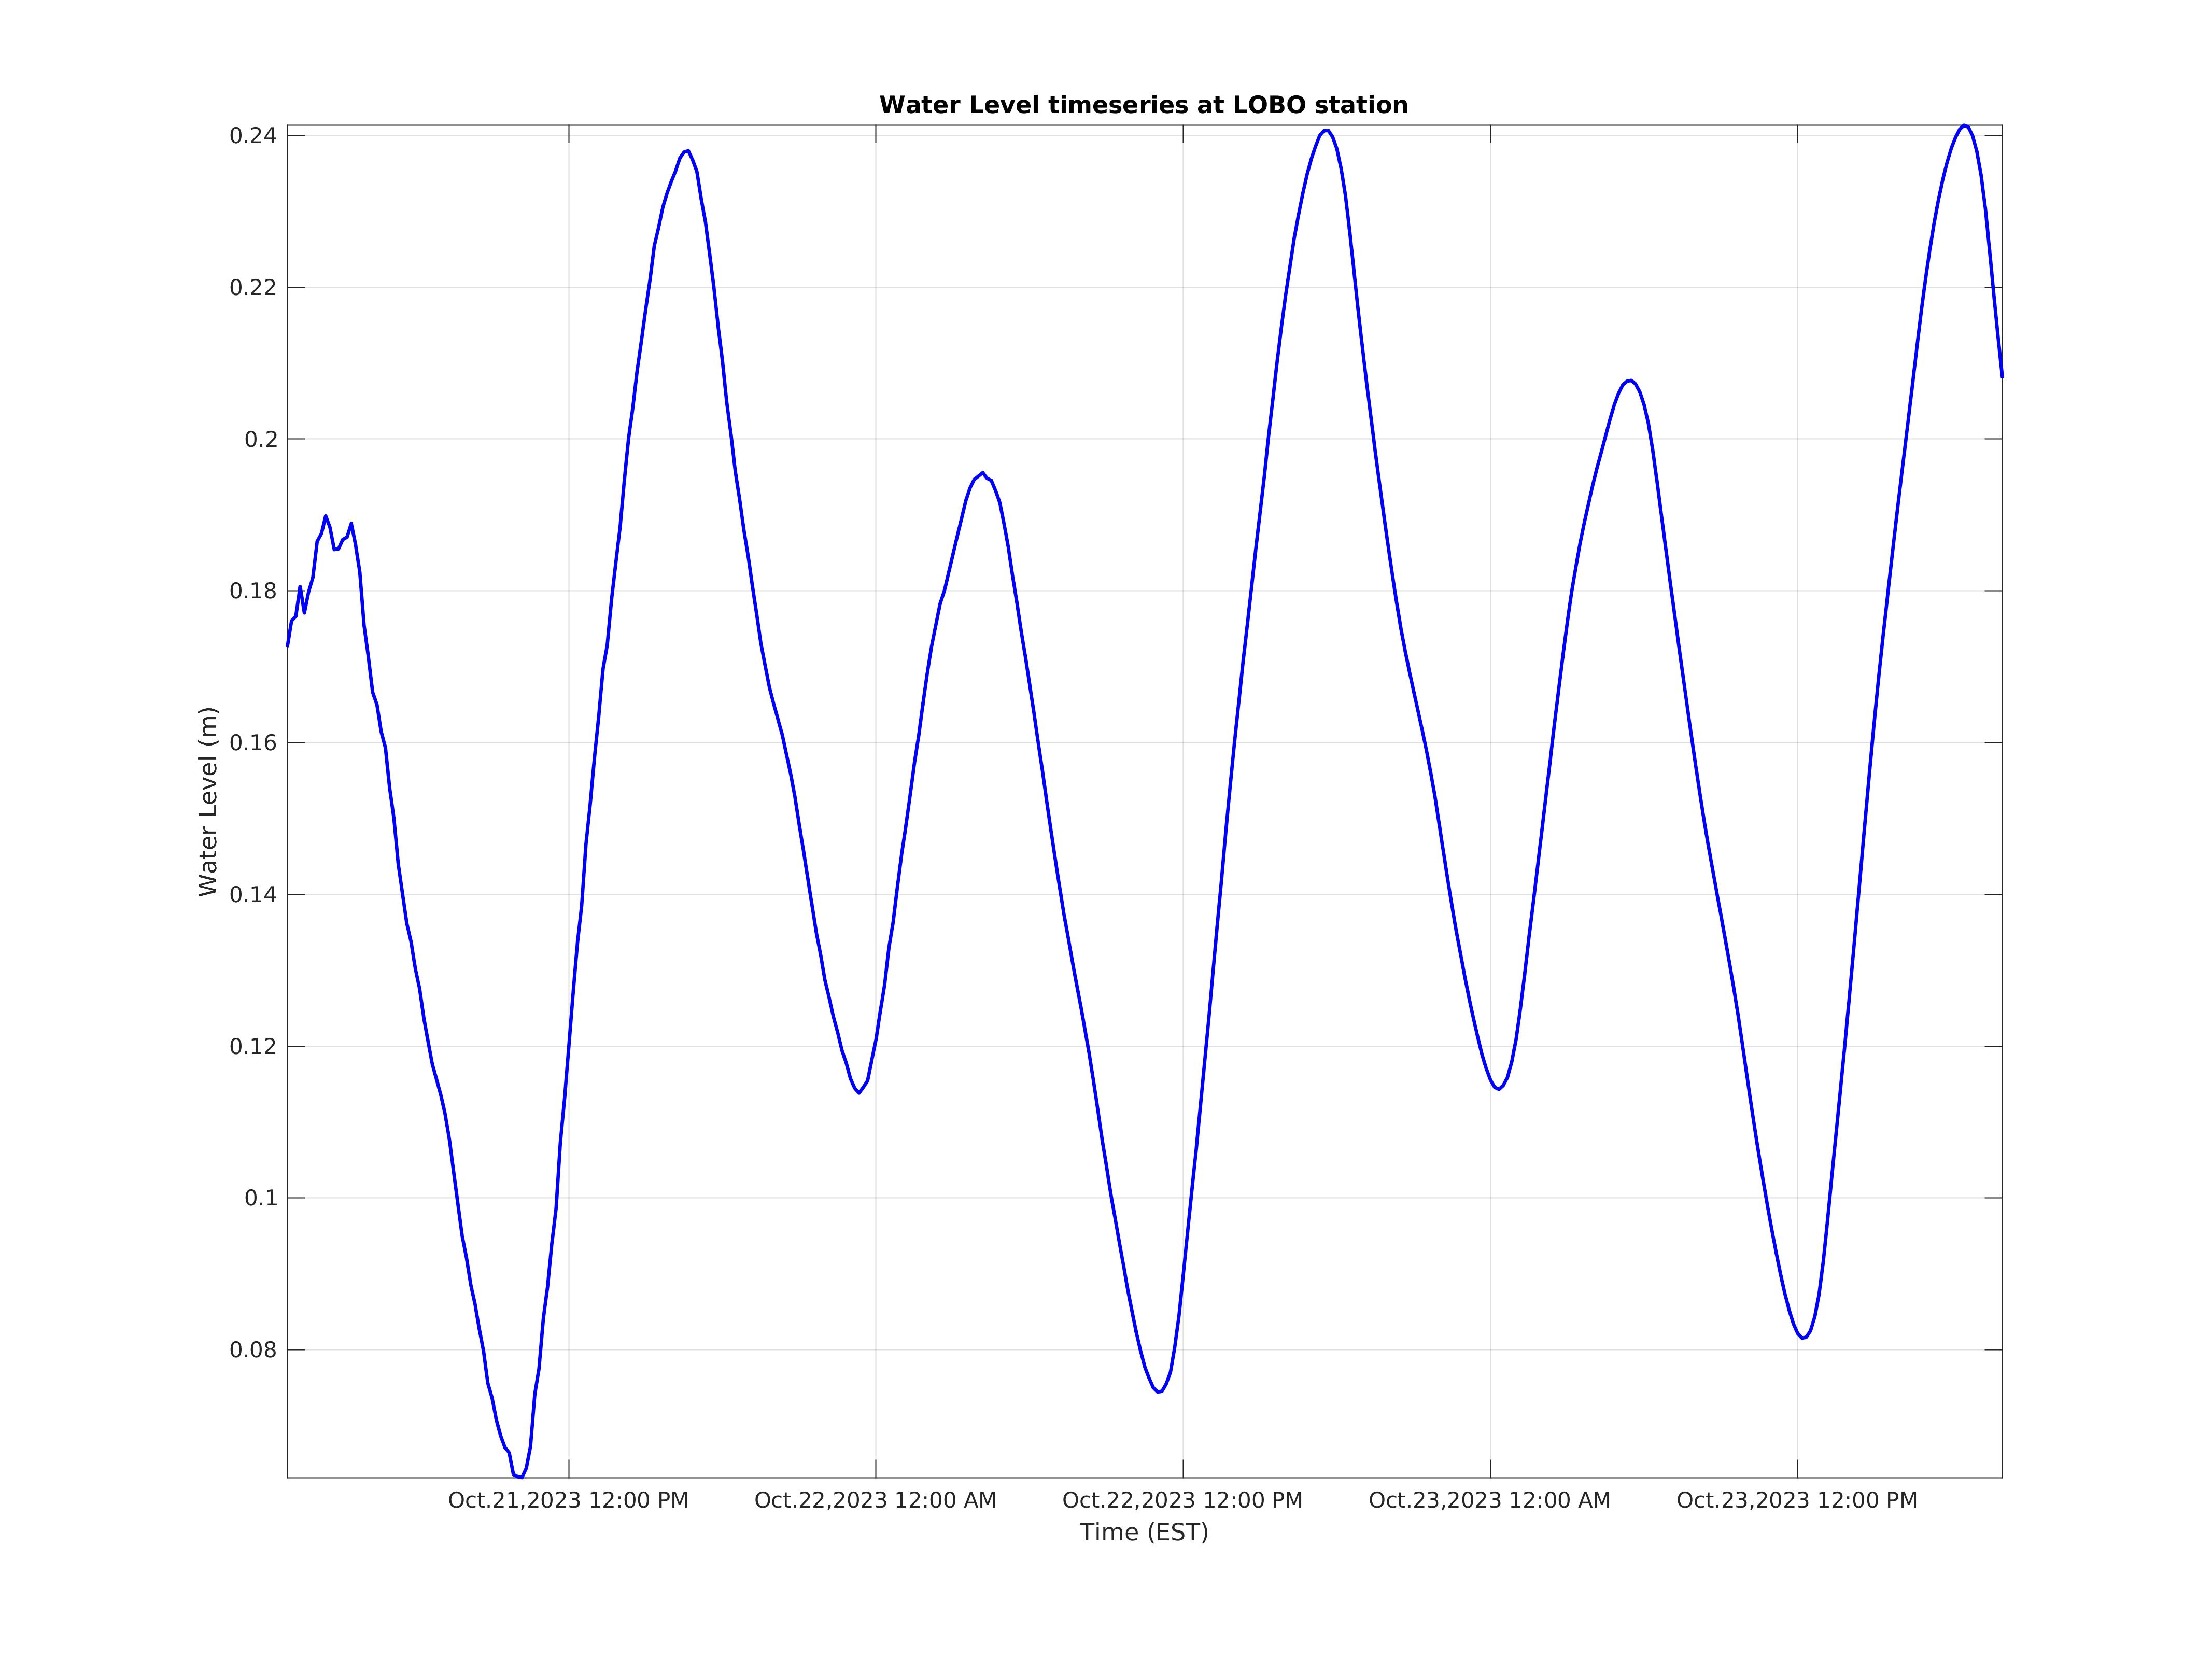 Water Level timeseries at LOBO station
0.24
0.22
0.2
0.18
0.16
0.14
0.12
0.1
0.08
Water Level (m)
Oct.21,2023 12:00 PM
Oct.22,2023 12:00 AM
Oct.22,2023 12:00 PM
Oct.23,2023 12:00 AM
Oct.23,2023 12:00 PM
Time (EST)